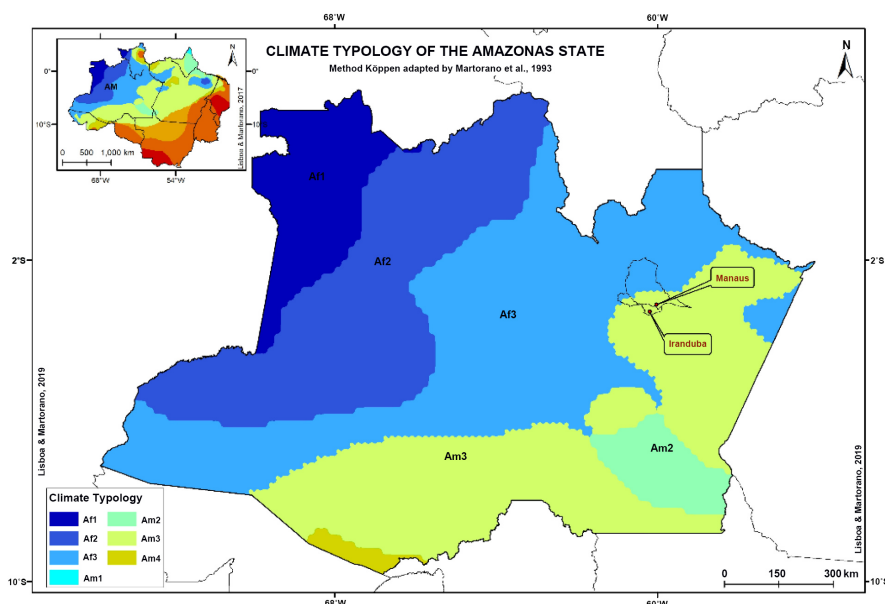 68°W
60°W
CLIMATE TYPOLOGY OF THE AMAZONAS STATE
Method Köppen adapted by Martorano et al., 1993
N
N
0°
0°
AM
10°S
10°S
0 500 1,000 km
68°W
54°W
Lisboa & Martorano, 2017
Af1
2°S
2°S
Af2
Manaus
Af3
Iranduba
Am3
Am2
Lisboa & Martorano, 2019
Lisboa & Martorano, 2019
Climate Typology
Af1
Am2
Af2
Am3
Af3
Am4
Am1
0 150 300 km
10°S
10°S
68°W
60°W